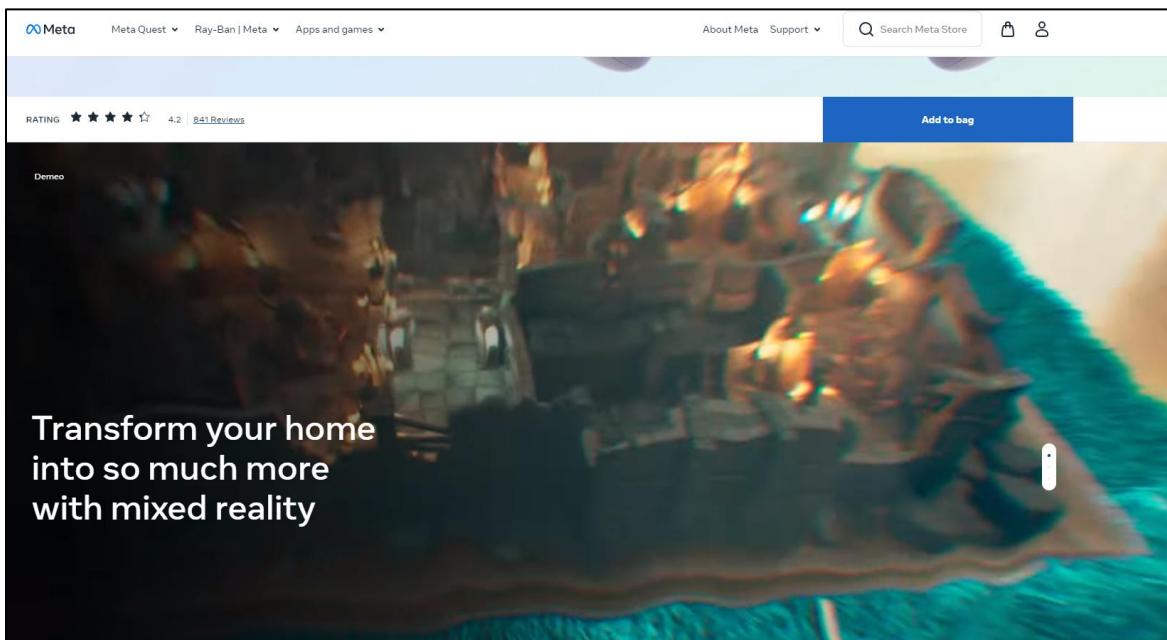 Meta Meta Quest Ray-Ban | Meta Apps and games About Meta Support Search Meta Store
RATING 4.2 841 Reviews Add to bag
Demeo
Transform your home
into so much more
with mixed reality